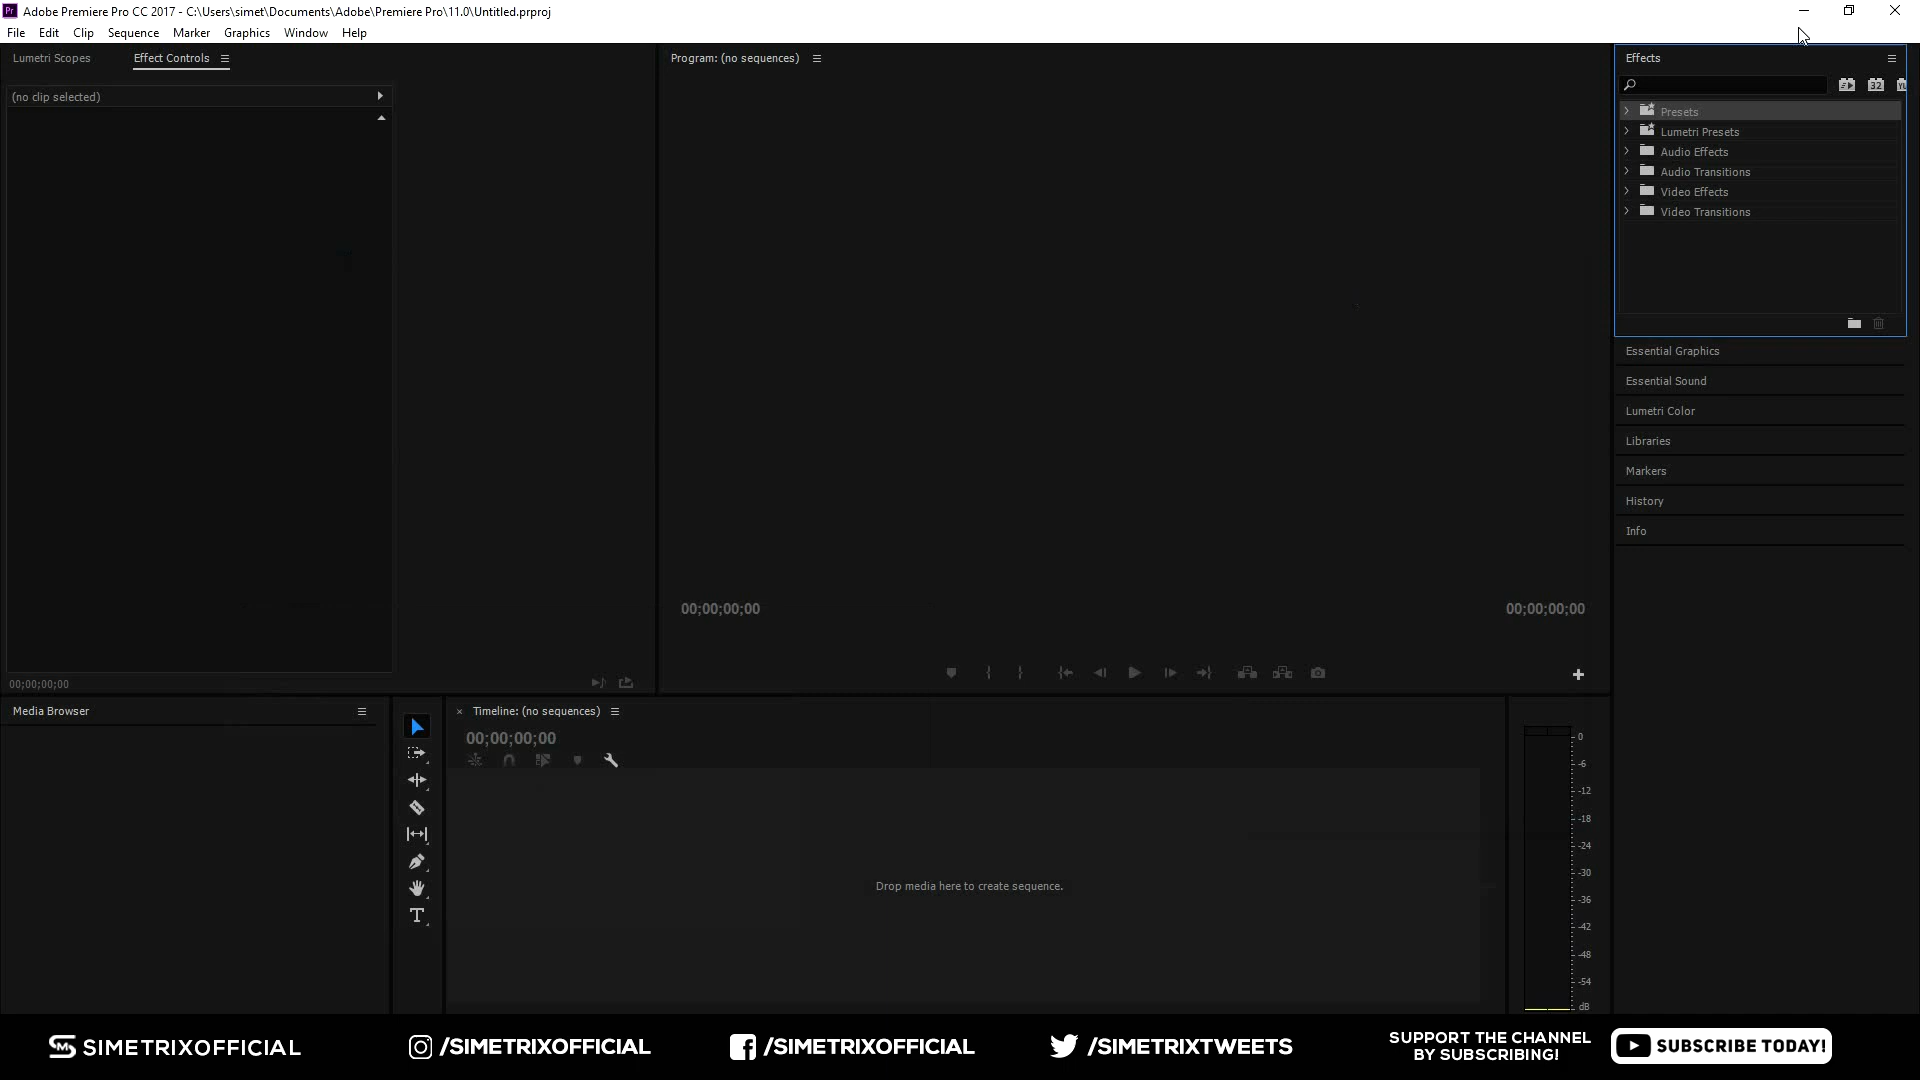 Adobe Premiere Pro CC 2017 - C:\Users\simet\Documents\Adobe\Premiere Pro\11.0\Untitled.prproj
File Edit Clip Sequence Marker Graphics Window Help
Lumetri Scopes Effect Controls
(no clip selected)
00;00;00;00
Program: (no sequences)
00;00;00;00 00;00;00;00
Effects
32
Presets
Lumetri Presets
Audio Effects
Audio Transitions
Video Effects
Video Transitions
Essential Graphics
Essential Sound
Lumetri Color
Libraries
Markers
History
Info
Media Browser
Timeline: (no sequences)
00;00;00;00
Drop media here to create sequence.
0
-6
-12
-18
-24
-30
-36
-42
-48
-54
dB
SIMETRIXOFFICIAL
/SIMETRIXOFFICIAL
/SIMETRIXOFFICIAL
/SIMETRIXTWEETS
SUPPORT THE CHANNEL
BY SUBSCRIBING!
SUBSCRIBE TODAY!